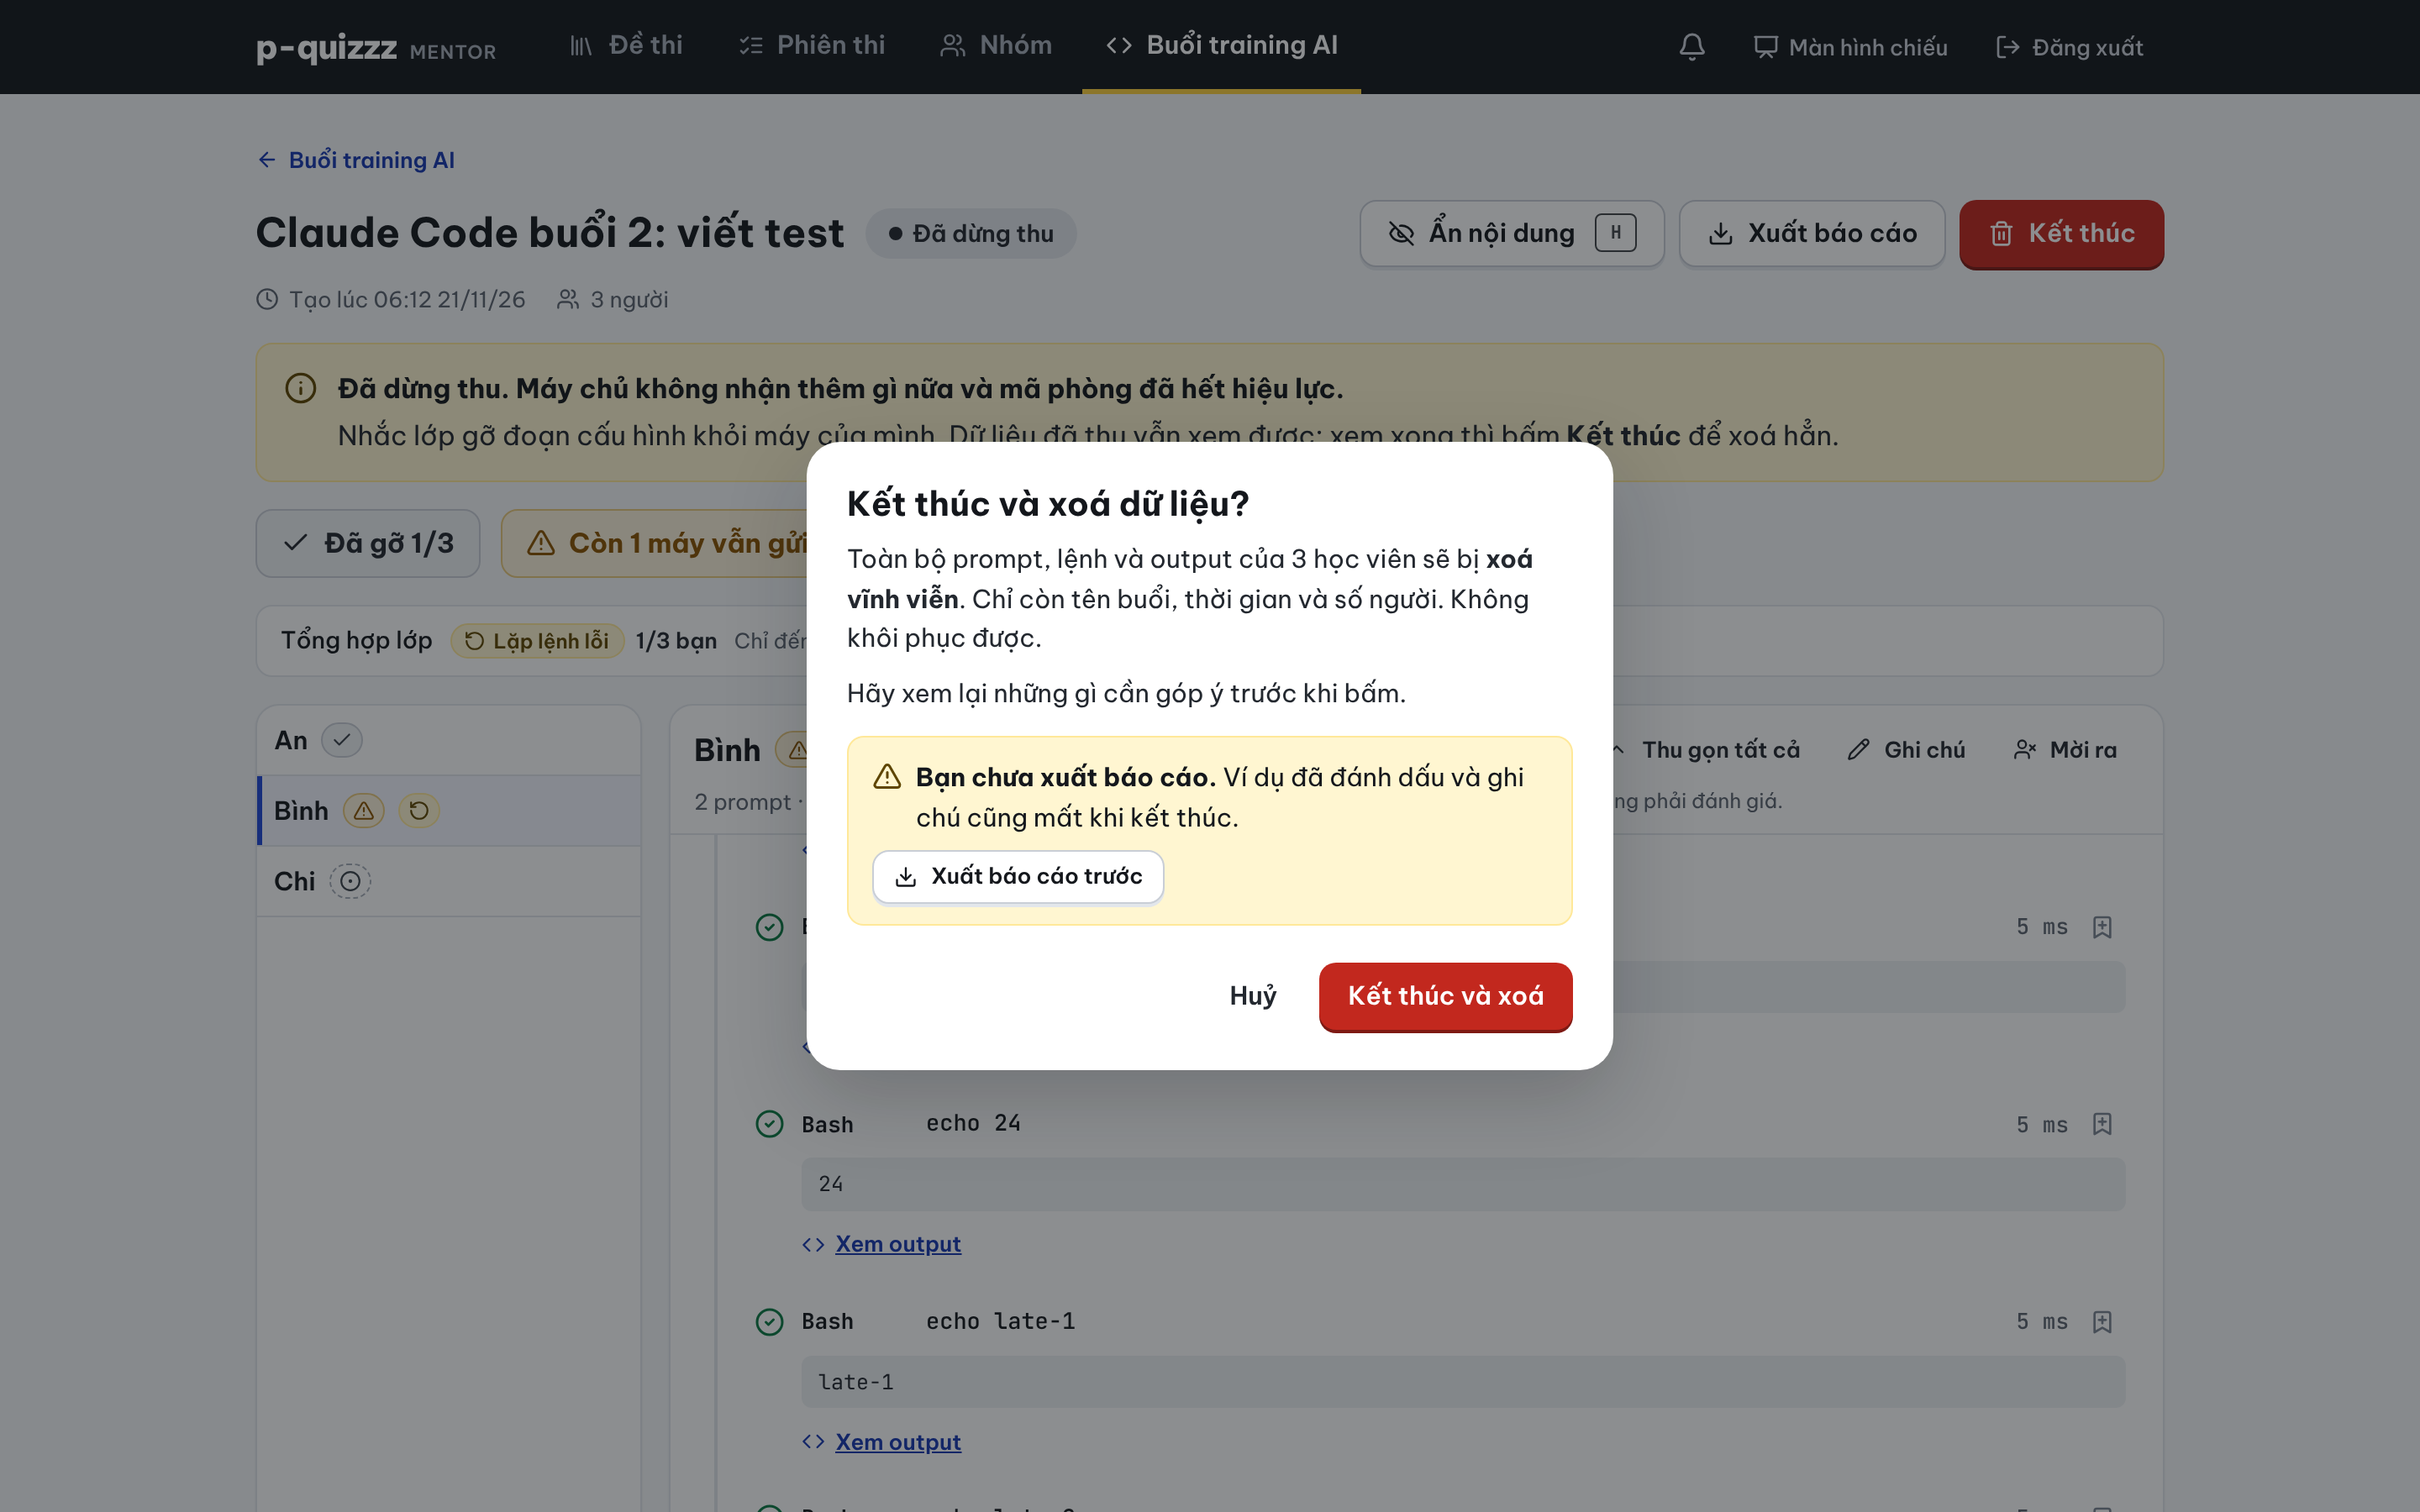 p-quizzz MENTOR
Đề thi
Phiên thi
Nhóm
Buổi training AI
Màn hình chiếu
Đăng xuất
Buổi training AI
Claude Code buổi 2: viết test
Đã dừng thu
Ẩn nội dung H
Xuất báo cáo
Kết thúc
Tạo lúc 06:12 21/11/26
3 người
Đã dừng thu. Máy chủ không nhận thêm gì nữa và mã phòng đã hết hiệu lực.
Nhắc lớp gỡ đoạn cấu hình khỏi máy của mình. Dữ liệu đã thu vẫn xem được; xem xong thì bấm Kết thúc để xoá hẳn.
Đã gỡ 1/3
Còn 1 máy vẫn gửi
Tổng hợp lớp
Lặp lệnh lỗi
1/3 bạn
Chỉ
An
Bình
Chi
Bình
2 prompt ·
Thu gọn tất cả
Ghi chú
Mời ra
phải đánh giá.
Kết thúc và xoá dữ liệu?
Toàn bộ prompt, lệnh và output của 3 học viên sẽ bị xoá
vĩnh viễn. Chỉ còn tên buổi, thời gian và số người. Không
khôi phục được.
Hãy xem lại những gì cần góp ý trước khi bấm.
Bạn chưa xuất báo cáo. Ví dụ đã đánh dấu và ghi
chú cũng mất khi kết thúc.
Xuất báo cáo trước
Huỷ
Kết thúc và xoá
5 ms
Bash echo 24 5 ms
24
Xem output
Bash echo late-1 5 ms
late-1
Xem output